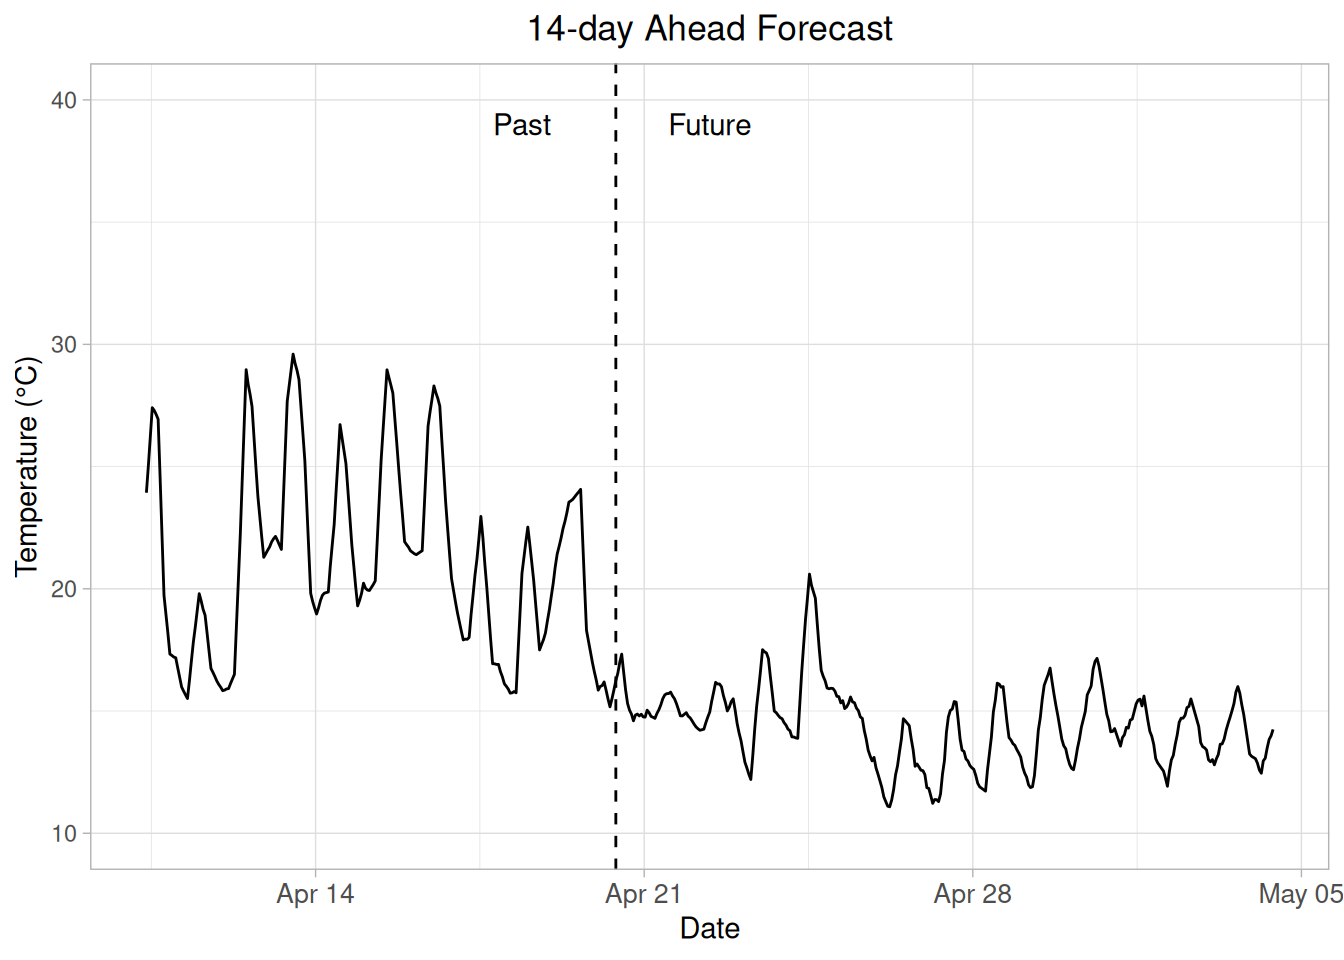 14-day Ahead Forecast
Past
Future
Temperature (°C)
40
30
20
10
Apr 14
Apr 21
Apr 28
May 05
Date